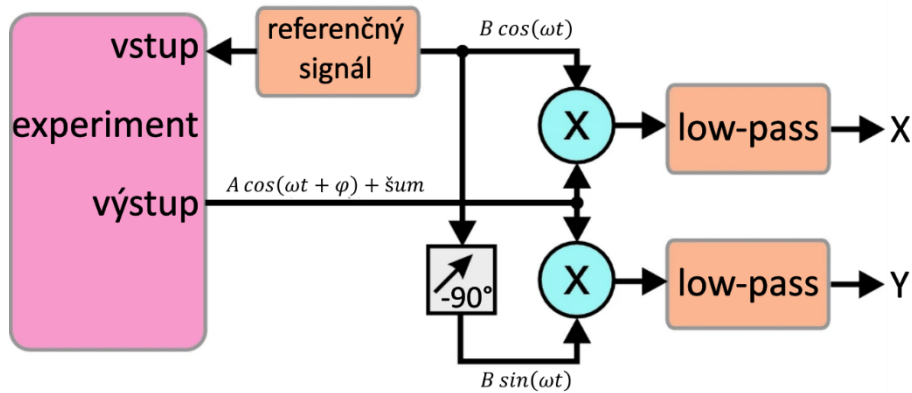 vstup
experiment
výstup
referenčný
signál
B cos(ωt)
A cos(ωt + φ) + šum
X
low-pass
X
-90°
X
low-pass
Y
B sin(ωt)